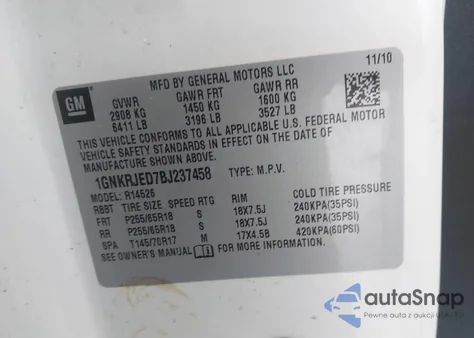 GM
MFD BY GENERAL MOTORS LLC 11/10
GVWR GAWR FRT GAWR RR
2908 KG 1450 KG 1600 KG
6411 LB 3196 LB 3527 LB
THIS VEHICLE CONFORMS TO ALL APPLICABLE U.S. FEDERAL MOTOR
VEHICLE SAFETY STANDARDS IN EFFECT ON THE DATE OF
MANUFACTURE SHOWN ABOVE.
1GNKRJED7BJ237458 TYPE: M.P.V.
MODEL: R14526
RBBT TIRE SIZE SPEED RTG RIM COLD TIRE PRESSURE
FRT P255/65R18 S 18X7.5J 240KPA(35PSI)
RR P255/65R18 S 18X7.5J 240KPA(35PSI)
SPA T145/70R17 M 17X4.5B 420KPA(60PSI)
SEE OWNER'S MANUAL FOR MORE INFORMATION.
autaSnap
Pewne auta z aukcji